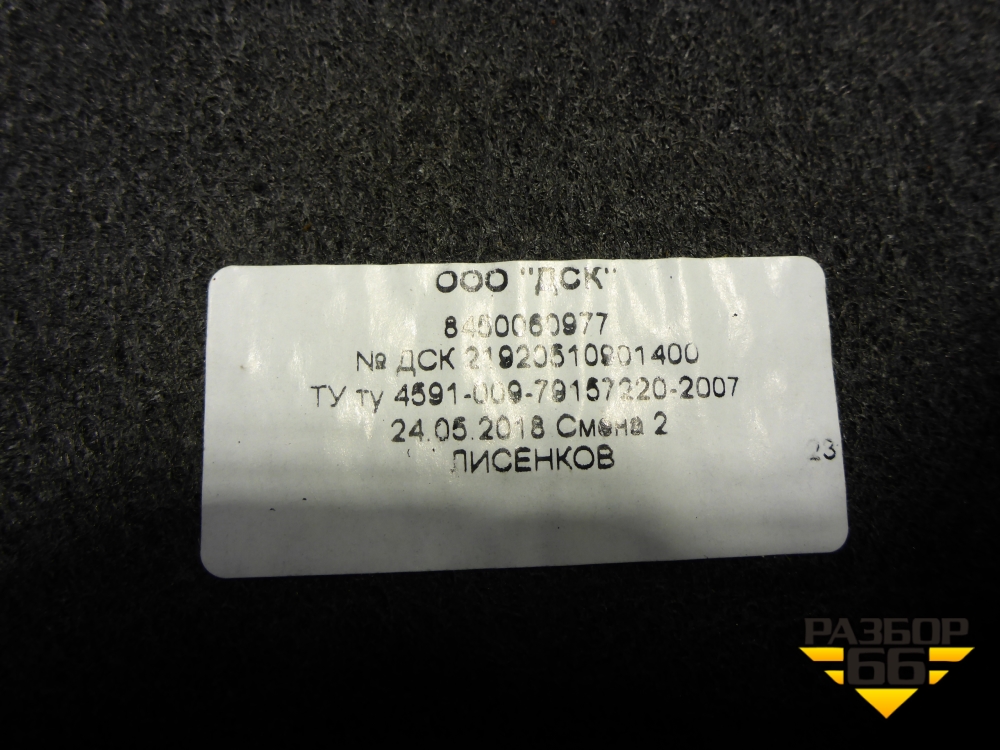 ООО "ДСК"
8450060977
№ ДСК 21920510901400
ТУ ту 4591-009-79157220-2007
24.05.2018 Смена 2
ЛИСЕНКОВ
23
РАЗБОР
66